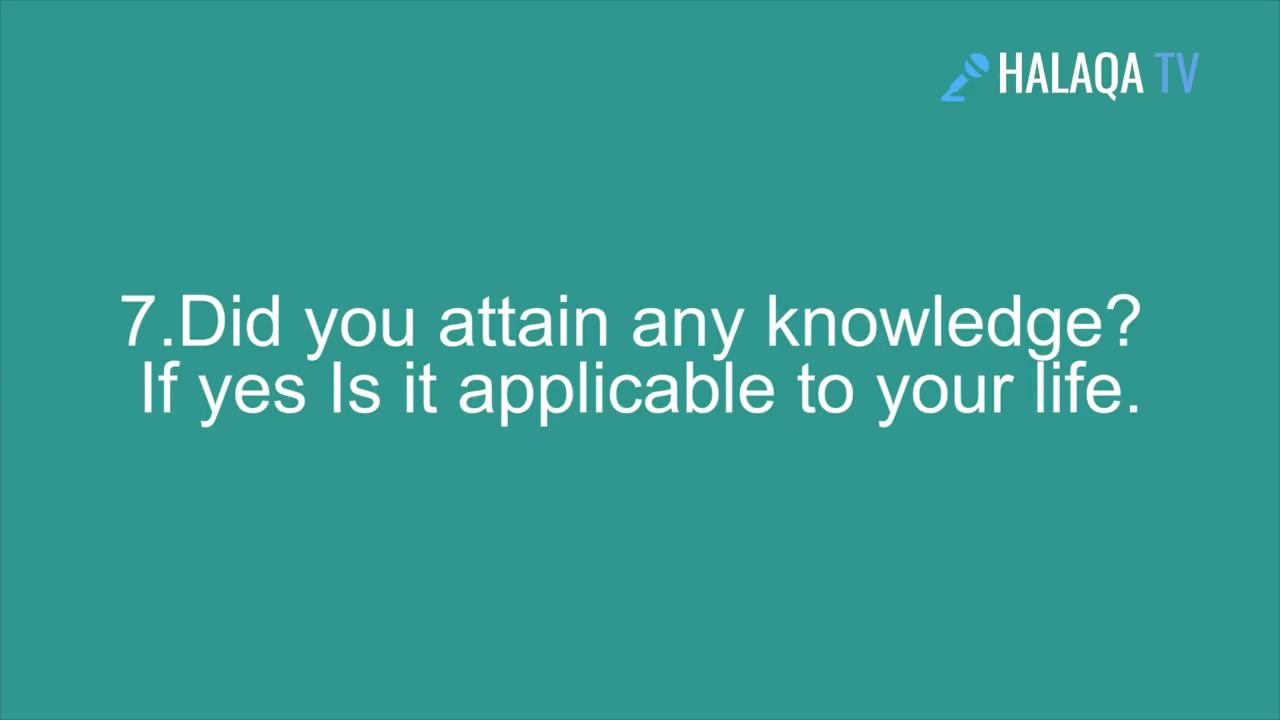 HALAQA TV
7.Did you attain any knowledge?
If yes Is it applicable to your life.